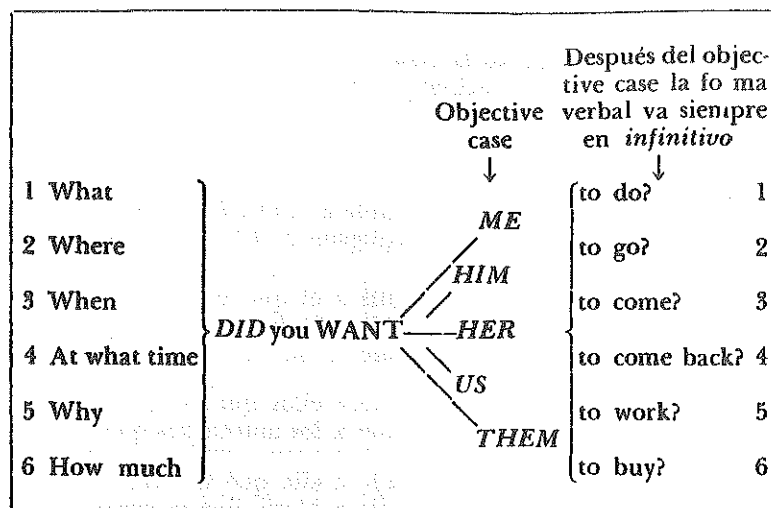 Después del objec-
tive case la fo ma
Objective verbal va siempre
case en infinitivo
1 What to do? 1
ME
2 Where to go? 2
HIM
3 When to come? 3
DID you WANT HER
4 At what time to come back? 4
US
5 Why to work? 5
THEM
6 How much to buy? 6